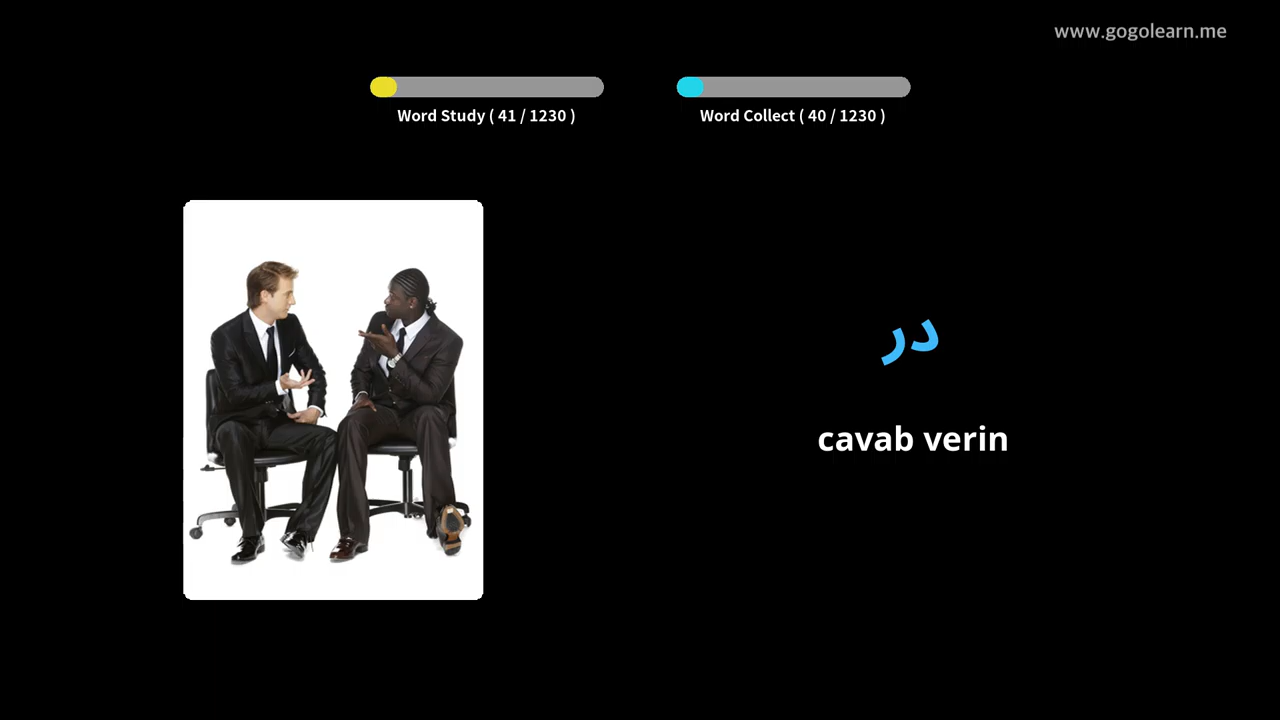 www.gogolearn.me
Word Study ( 41 / 1230 )
Word Collect ( 40 / 1230 )
در
cavab verin